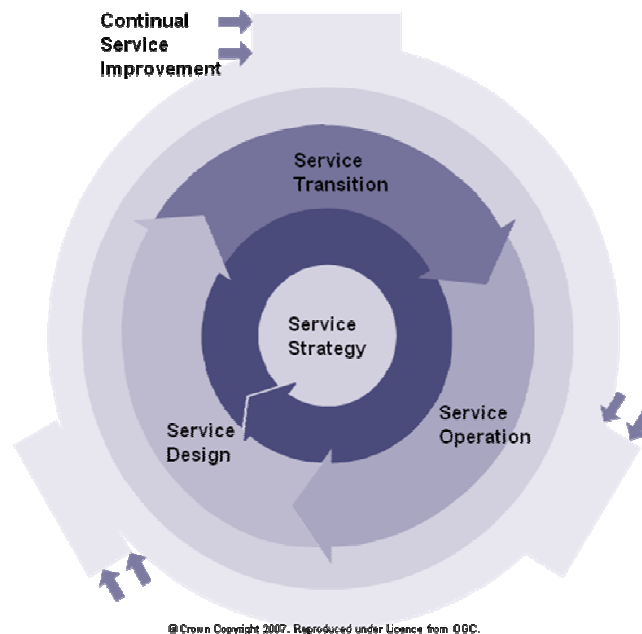 Continual
Service
Improvement
Service
Transition
Service
Strategy
Service
Operation
Service
Design
© Crown Copyright 2007. Reproduced under Licence from OGC.